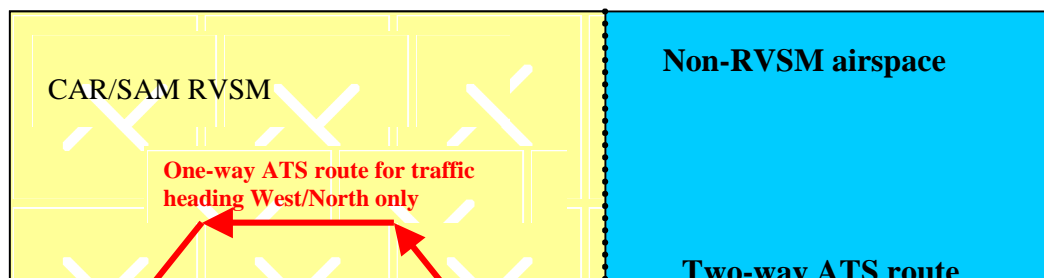 Non-RVSM airspace
CAR/SAM RVSM
One-way ATS route for traffic
heading West/North only
Two-way ATS route